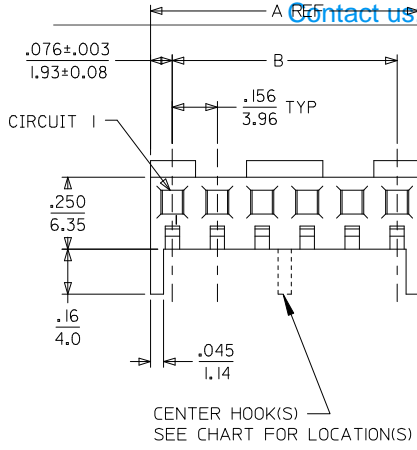 A REF
Contact us
.076±.003
1.93±0.08
B
.156
3.96
TYP
CIRCUIT 1
.250
6.35
.16
4.0
.045
1.14
CENTER HOOK(S)
SEE CHART FOR LOCATION(S)